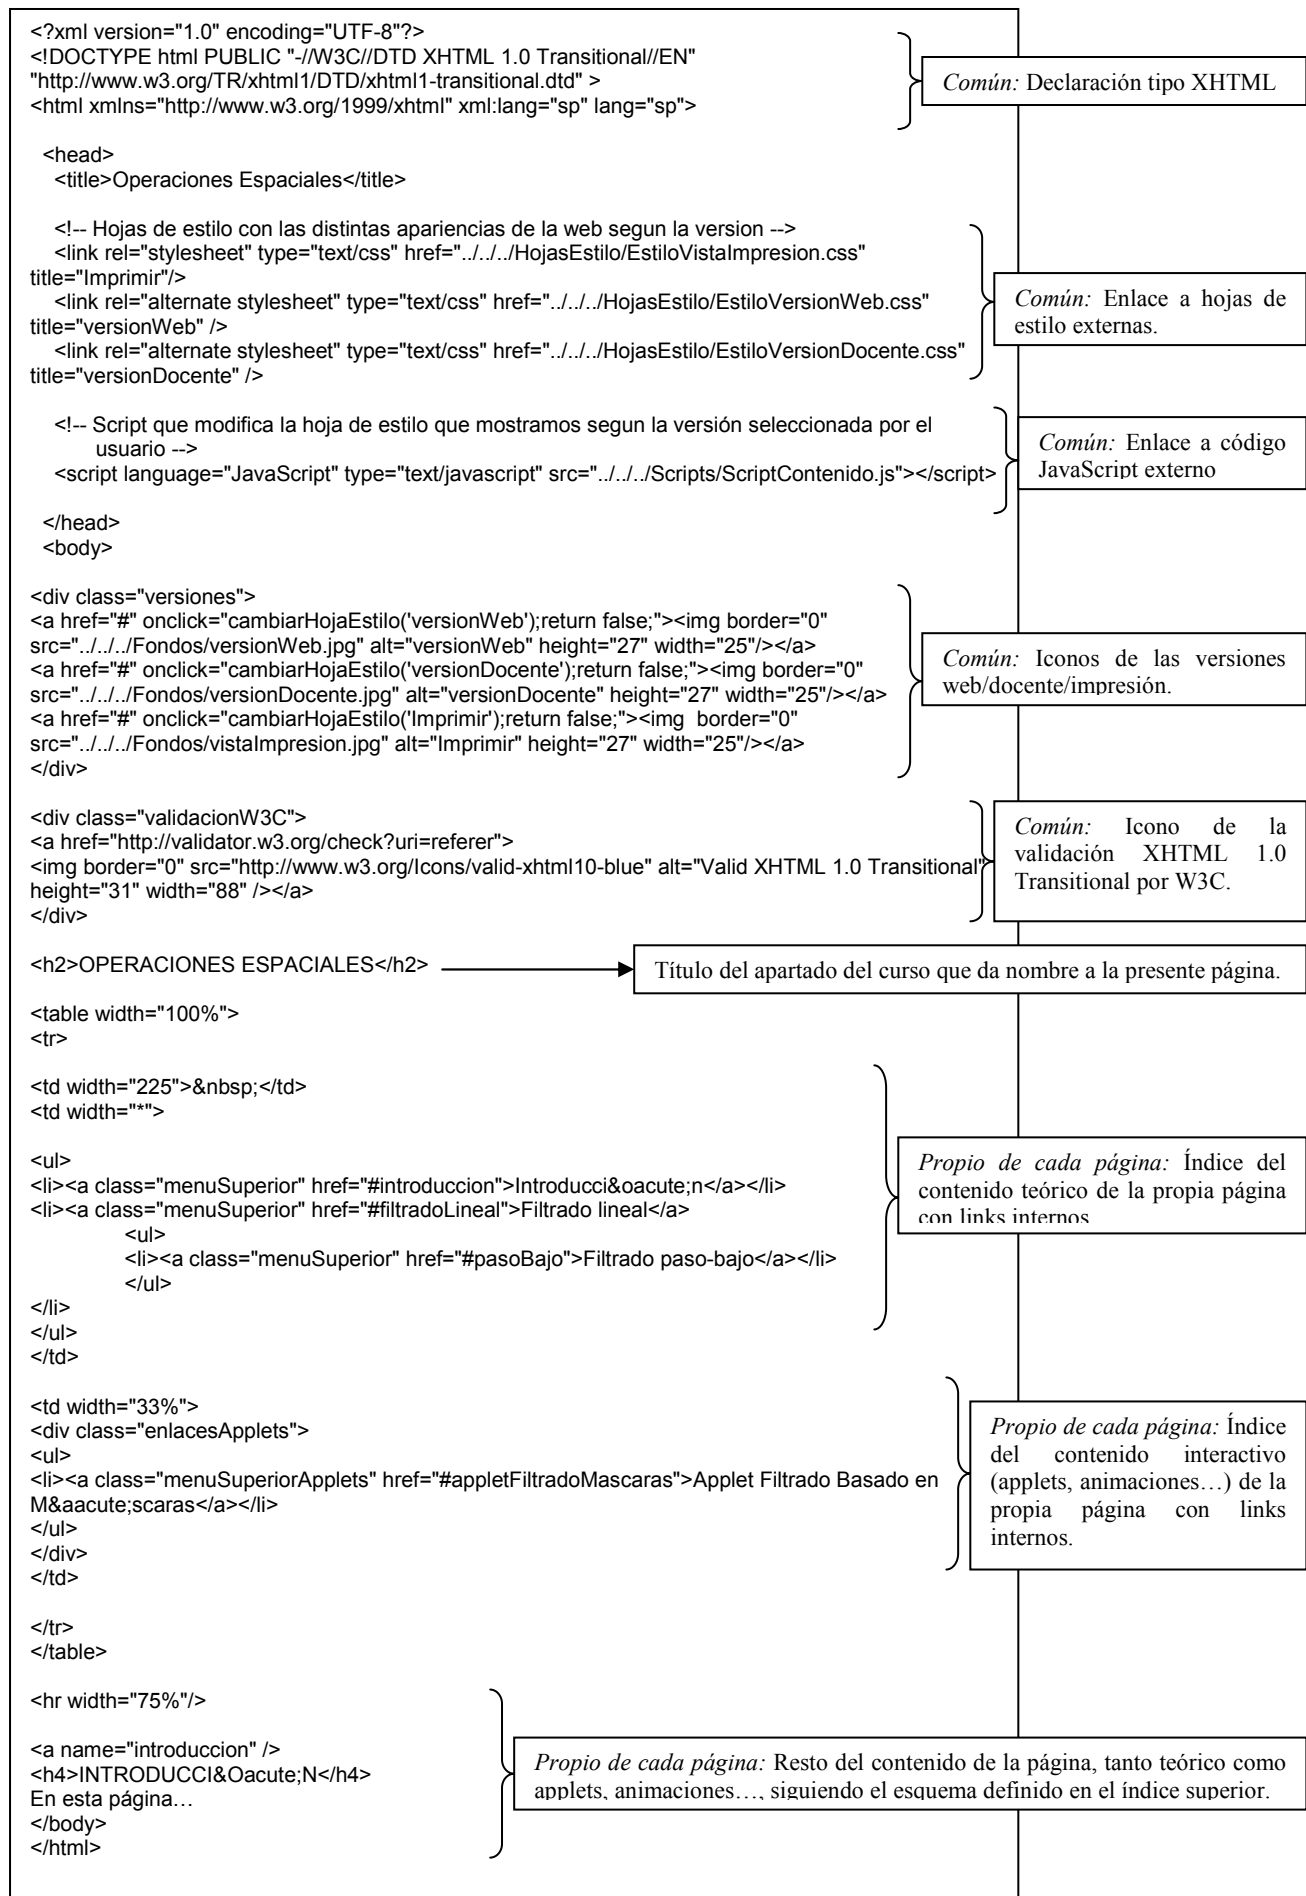 <?xml version="1.0" encoding="UTF-8"?>
<!DOCTYPE html PUBLIC "-//W3C//DTD XHTML 1.0 Transitional//EN"
"http://www.w3.org/TR/xhtml1/DTD/xhtml1-transitional.dtd" >
<html xmlns="http://www.w3.org/1999/xhtml" xml:lang="sp" lang="sp">
Común: Declaración tipo XHTML
<head>
<title>Operaciones Espaciales</title>
<!-- Hojas de estilo con las distintas apariencias de la web segun la version -->
<link rel="stylesheet" type="text/css" href="../../../HojasEstilo/EstiloVistaImpresion.css"
title="Imprimir"/>
<link rel="alternate stylesheet" type="text/css" href="../../../HojasEstilo/EstiloVersionWeb.css"
title="versionWeb" />
<link rel="alternate stylesheet" type="text/css" href="../../../HojasEstilo/EstiloVersionDocente.css"
title="versionDocente" />
Común: Enlace a hojas de
estilo externas.
<!-- Script que modifica la hoja de estilo que mostramos segun la versión seleccionada por el
usuario -->
<script language="JavaScript" type="text/javascript" src="../../../Scripts/ScriptContenido.js"></script>
Común: Enlace a código
JavaScript externo
</head>
<body>
<div class="versiones">
<a href="#" onclick="cambiarHojaEstilo('versionWeb');return false;"><img border="0"
src="../../../Fondos/versionWeb.jpg" alt="versionWeb" height="27" width="25"/></a>
<a href="#" onclick="cambiarHojaEstilo('versionDocente');return false;"><img border="0"
src="../../../Fondos/versionDocente.jpg" alt="versionDocente" height="27" width="25"/></a>
<a href="#" onclick="cambiarHojaEstilo('Imprimir');return false;"><img  border="0"
src="../../../Fondos/vistaImpresion.jpg" alt="Imprimir" height="27" width="25"/></a>
</div>
Común: Iconos de las versiones
web/docente/impresión.
<div class="validacionW3C">
<a href="http://validator.w3.org/check?uri=referer">
<img border="0" src="http://www.w3.org/Icons/valid-xhtml10-blue" alt="Valid XHTML 1.0 Transitional"
height="31" width="88" /></a>
</div>
Común: Icono de la
validación XHTML 1.0
Transitional por W3C.
<h2>OPERACIONES ESPACIALES</h2>
Título del apartado del curso que da nombre a la presente página.
<table width="100%">
<tr>
<td width="225">&nbsp;</td>
<td width="*">
<ul>
<li><a class="menuSuperior" href="#introduccion">Introducci&oacute;n</a></li>
<li><a class="menuSuperior" href="#filtradoLineal">Filtrado lineal</a>
<ul>
<li><a class="menuSuperior" href="#pasoBajo">Filtrado paso-bajo</a></li>
</ul>
</li>
</ul>
</td>
Propio de cada página: Índice del
contenido teórico de la propia página
con links internos
<td width="33%">
<div class="enlacesApplets">
<ul>
<li><a class="menuSuperiorApplets" href="#appletFiltradoMascaras">Applet Filtrado Basado en
M&aacute;scaras</a></li>
</ul>
</div>
</td>
Propio de cada página: Índice
del contenido interactivo
(applets, animaciones…) de la
propia página con links
internos.
</tr>
</table>
<hr width="75%"/>
<a name="introduccion" />
<h4>INTRODUCCI&Oacute;N</h4>
En esta página…
</body>
</html>
Propio de cada página: Resto del contenido de la página, tanto teórico como
applets, animaciones…, siguiendo el esquema definido en el índice superior.